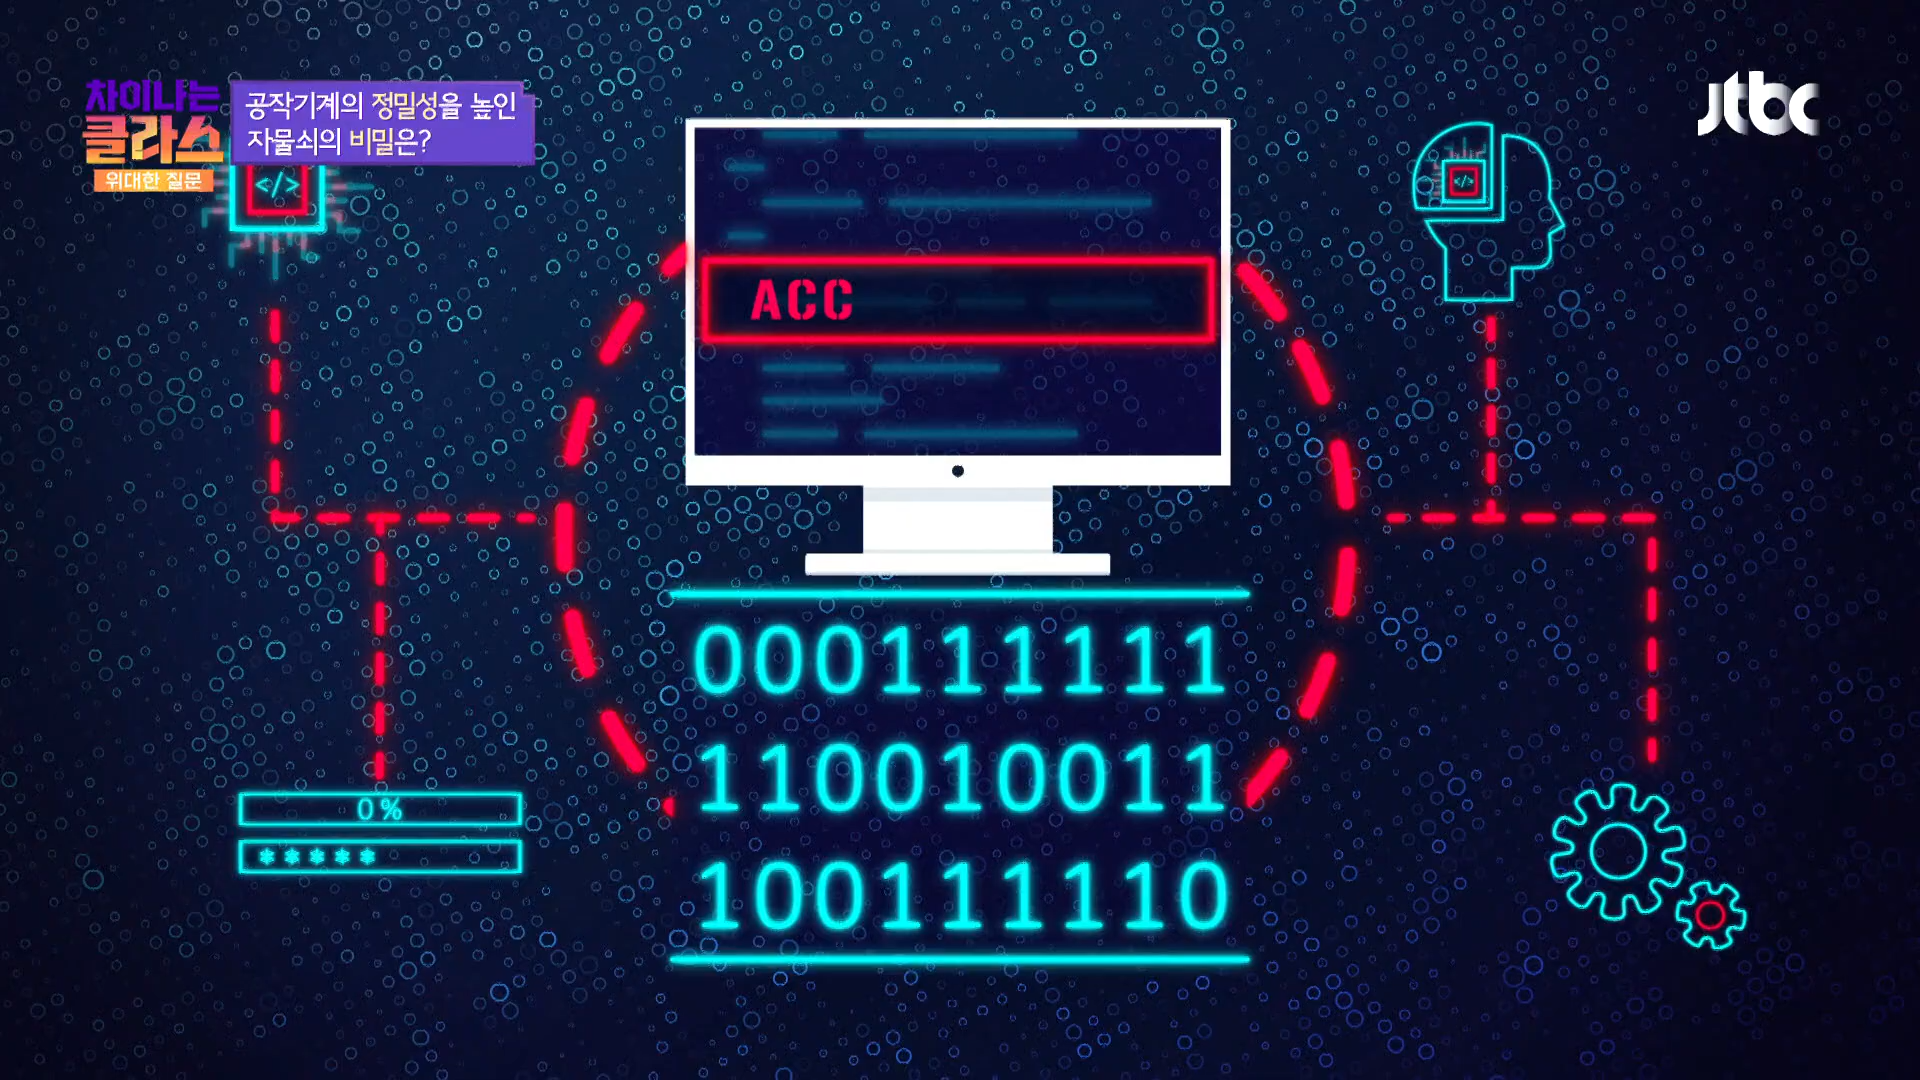 차이나는
클라스
위대한 질문
공작기계의 정밀성을 높인
자물쇠의 비밀은?
jtbc
</>
</>
ACC
000111111
110010011
100111110
0%
*****